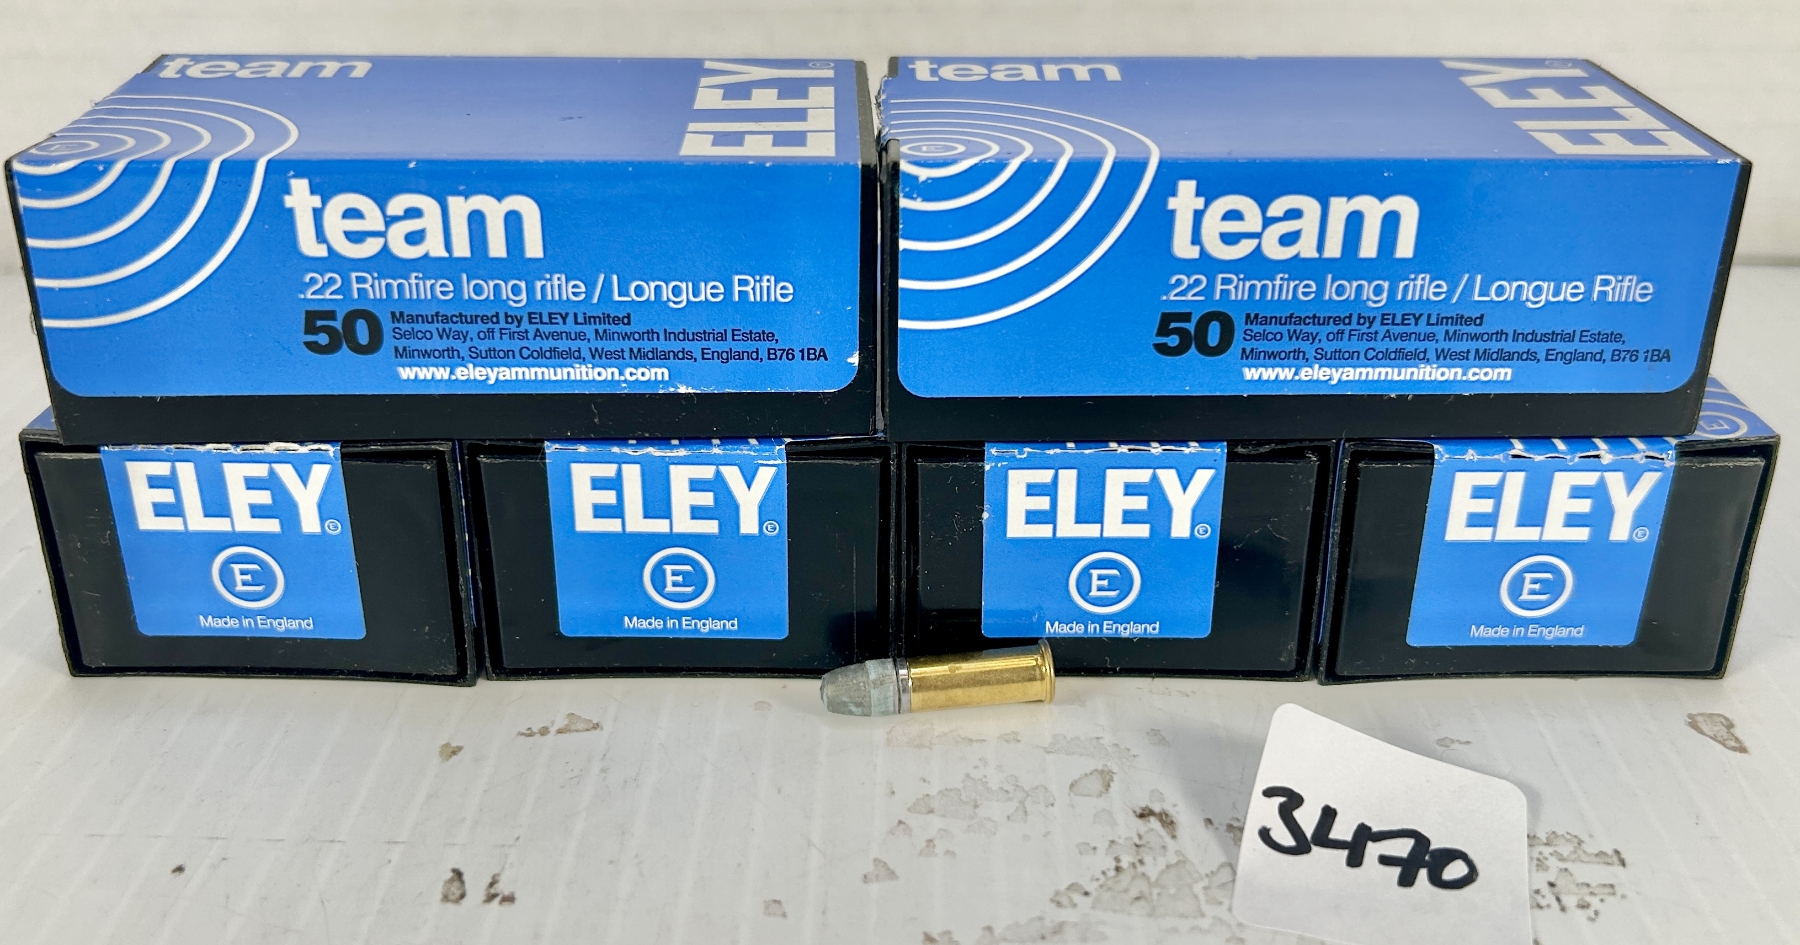 team
ELEY
team
.22 Rimfire long rifle / Longue Rifle
50
Manufactured by ELEY Limited
Selco Way, off First Avenue, Minworth Industrial Estate,
Minworth, Sutton Coldfield, West Midlands, England, B76 1BA
www.eleyammunition.com
team
ELEY
team
.22 Rimfire long rifle / Longue Rifle
50
Manufactured by ELEY Limited
Selco Way, off First Avenue, Minworth Industrial Estate,
Minworth, Sutton Coldfield, West Midlands, England, B76 1BA
www.eleyammunition.com
ELEY
E
Made in England
ELEY
E
Made in England
ELEY
E
Made in England
ELEY
E
Made in England
3470